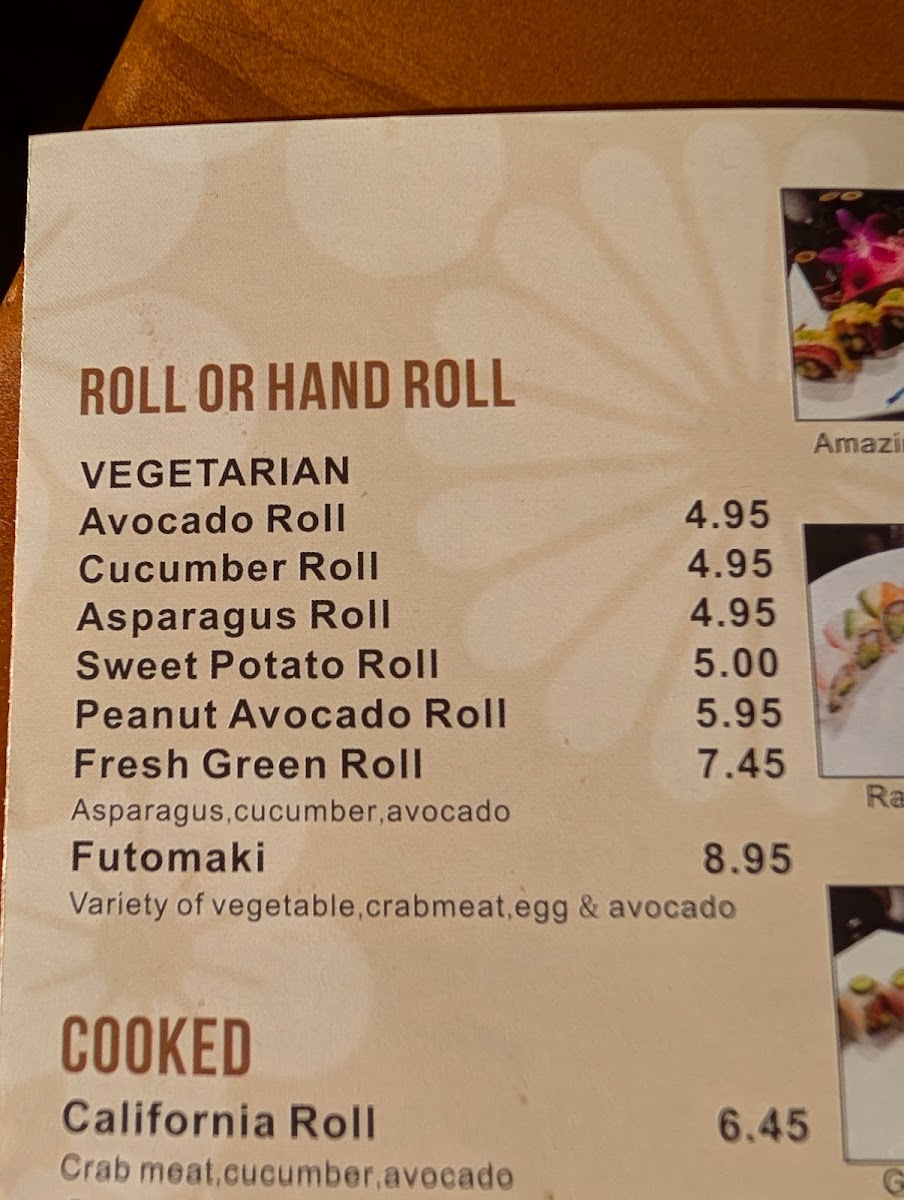 ROLL OR HAND ROLL
VEGETARIAN
Avocado Roll 4.95
Cucumber Roll 4.95
Asparagus Roll 4.95
Sweet Potato Roll 5.00
Peanut Avocado Roll 5.95
Fresh Green Roll 7.45
Asparagus,cucumber,avocado
Futomaki 8.95
Variety of vegetable,crabmeat,egg & avocado
COOKED
California Roll 6.45
Crab meat,cucumber,avocado